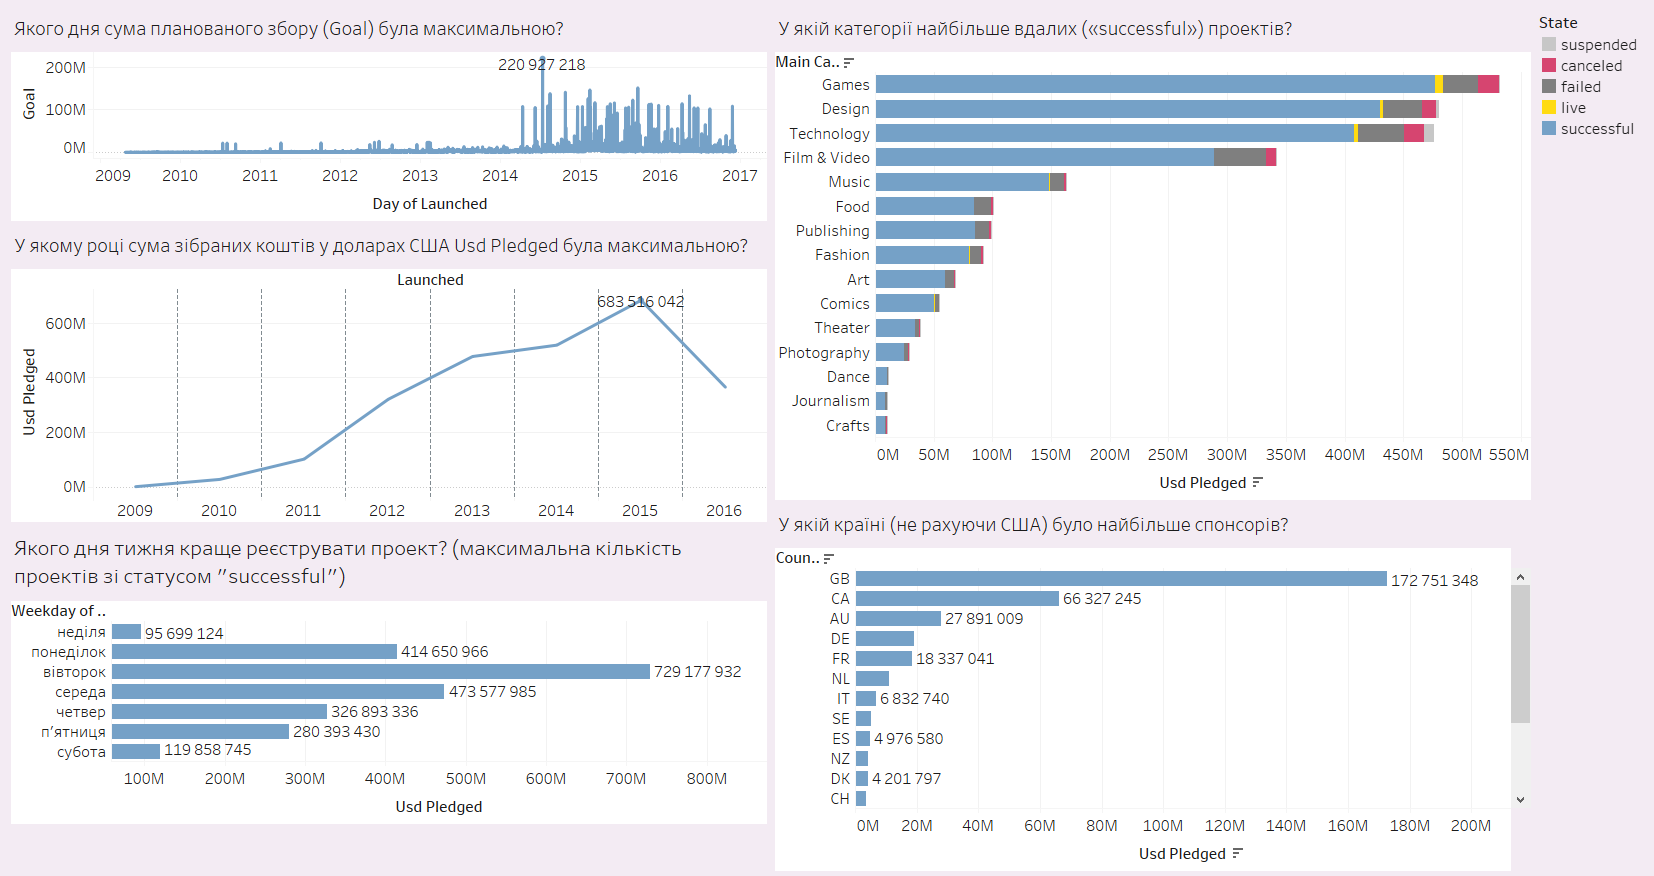 Якого дня сума планованого збору (Goal) була максимальною?
220 927 218
200M
100M
0M
Goal
2009 2010 2011 2012 2013 2014 2015 2016 2017
Day of Launched
У якому році сума зібраних коштів у доларах США Usd Pledged була максимальною?
Launched
683 516 042
600M
400M
200M
0M
Usd Pledged
2009 2010 2011 2012 2013 2014 2015 2016
Якого дня тижня краще реєструвати проект? (максимальна кількість
проектів зі статусом "successful")
Weekday of ..
неділя 95 699 124
понеділок 414 650 966
вівторок 729 177 932
середа 473 577 985
четвер 326 893 336
п'ятниця 280 393 430
субота 119 858 745
100M 200M 300M 400M 500M 600M 700M 800M
Usd Pledged
У якій категорії найбільше вдалих («successful») проектів?
Main Ca..
Games
Design
Technology
Film & Video
Music
Food
Publishing
Fashion
Art
Comics
Theater
Photography
Dance
Journalism
Crafts
0M 50M 100M 150M 200M 250M 300M 350M 400M 450M 500M 550M
Usd Pledged
State
suspended
canceled
failed
live
successful
У якій країні (не рахуючи США) було найбільше спонсорів?
Coun..
GB 172 751 348
CA 66 327 245
AU 27 891 009
DE
FR 18 337 041
NL
IT 6 832 740
SE
ES 4 976 580
NZ
DK 4 201 797
CH
0M 20M 40M 60M 80M 100M 120M 140M 160M 180M 200M
Usd Pledged